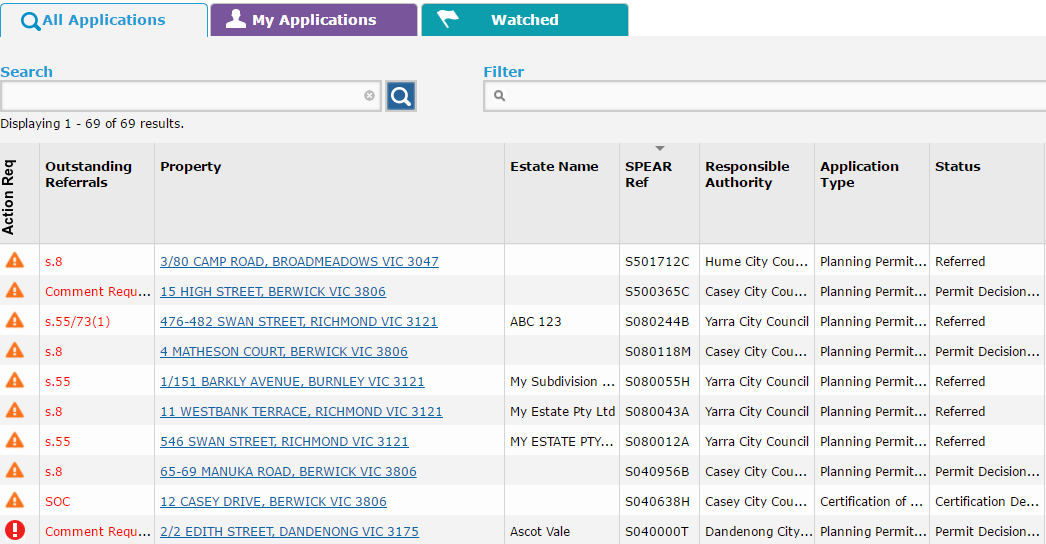 All Applications My Applications Watched
Search Filter
Displaying 1 - 69 of 69 results.
Action Req Outstanding Referrals Property Estate Name SPEAR Ref Responsible Authority Application Type Status
s.8 3/80 CAMP ROAD, BROADMEADOWS VIC 3047 S501712C Hume City Cou... Planning Permit... Referred
Comment Requ... 15 HIGH STREET, BERWICK VIC 3806 S500365C Casey City Cou... Planning Permit... Permit Decision...
s.55/73(1) 476-482 SWAN STREET, RICHMOND VIC 3121 ABC 123 S080244B Yarra City Council Planning Permit... Referred
s.8 4 MATHESON COURT, BERWICK VIC 3806 S080118M Casey City Cou... Planning Permit... Permit Decision...
s.55 1/151 BARKLY AVENUE, BURNLEY VIC 3121 My Subdivision ... S080055H Yarra City Council Planning Permit... Referred
s.8 11 WESTBANK TERRACE, RICHMOND VIC 3121 My Estate Pty Ltd S080043A Yarra City Council Planning Permit... Referred
s.55 546 SWAN STREET, RICHMOND VIC 3121 MY ESTATE PTY... S080012A Yarra City Council Planning Permit... Referred
s.8 65-69 MANUKA ROAD, BERWICK VIC 3806 S040956B Casey City Cou... Planning Permit... Permit Decision...
SOC 12 CASEY DRIVE, BERWICK VIC 3806 S040638H Casey City Cou... Certification of ... Certification De...
Comment Requ... 2/2 EDITH STREET, DANDENONG VIC 3175 Ascot Vale S040000T Dandenong City... Planning Permit... Permit Decision...